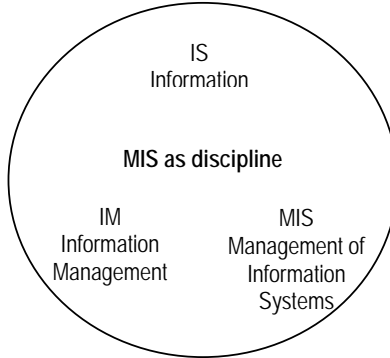 IS
Information
MIS as discipline
IM
Information
Management
MIS
Management of
Information
Systems